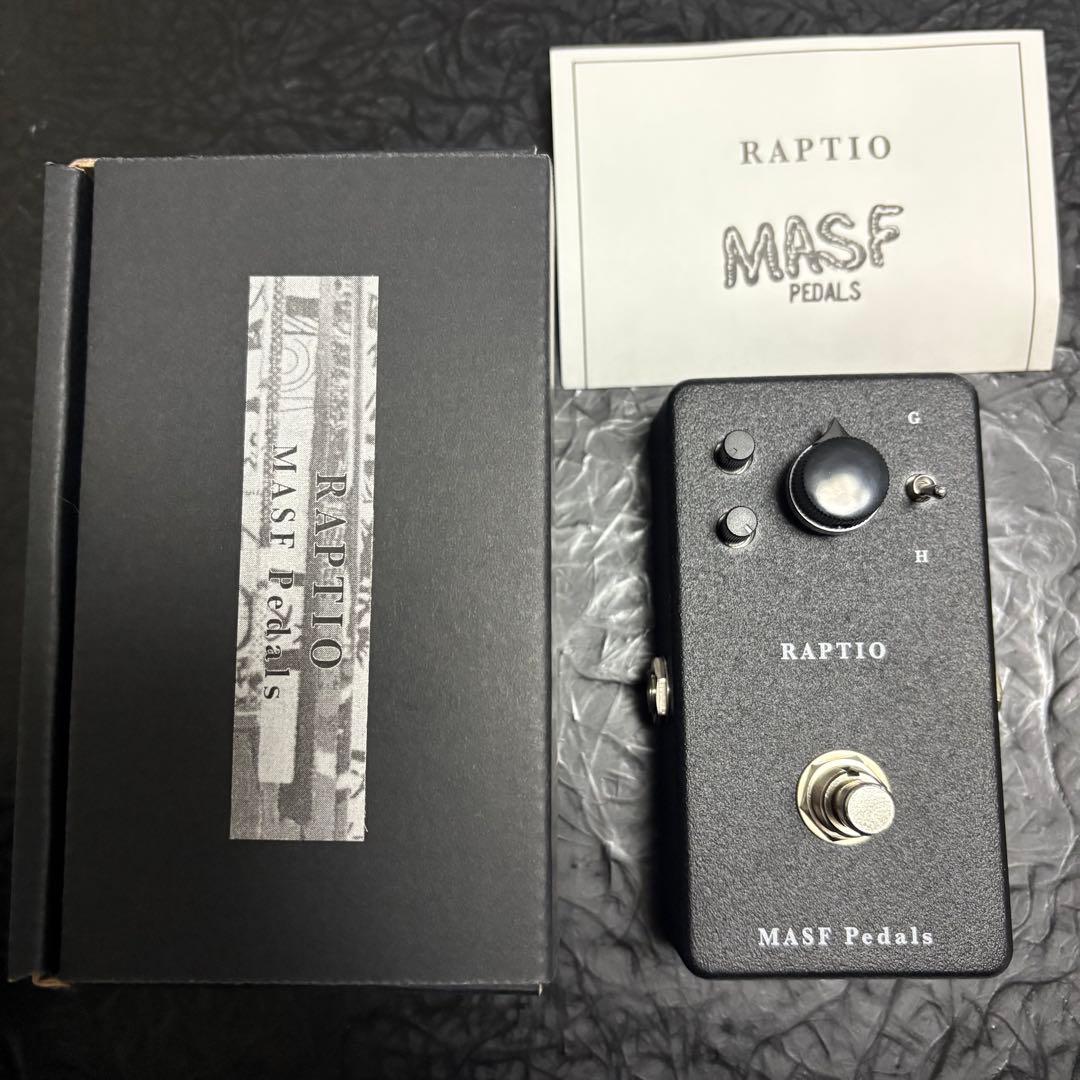 RAPTIO
MASF Pedals
RAPTIO
MASF
PEDALS
G
H
RAPTIO
MASF Pedals